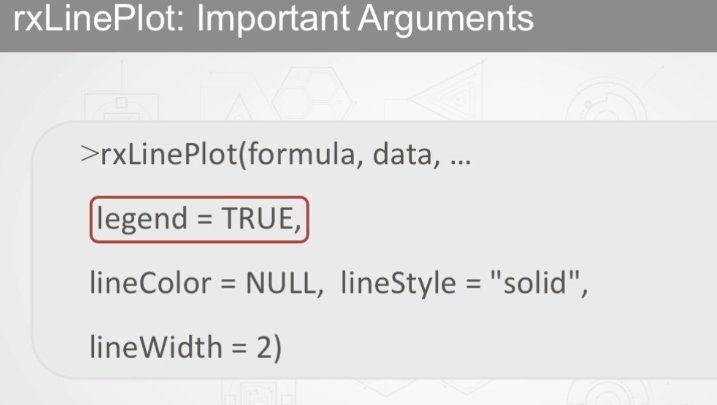 rxLinePlot: Important Arguments
>rxLinePlot(formula, data, ...
legend = TRUE,
lineColor = NULL, lineStyle = "solid",
lineWidth = 2)